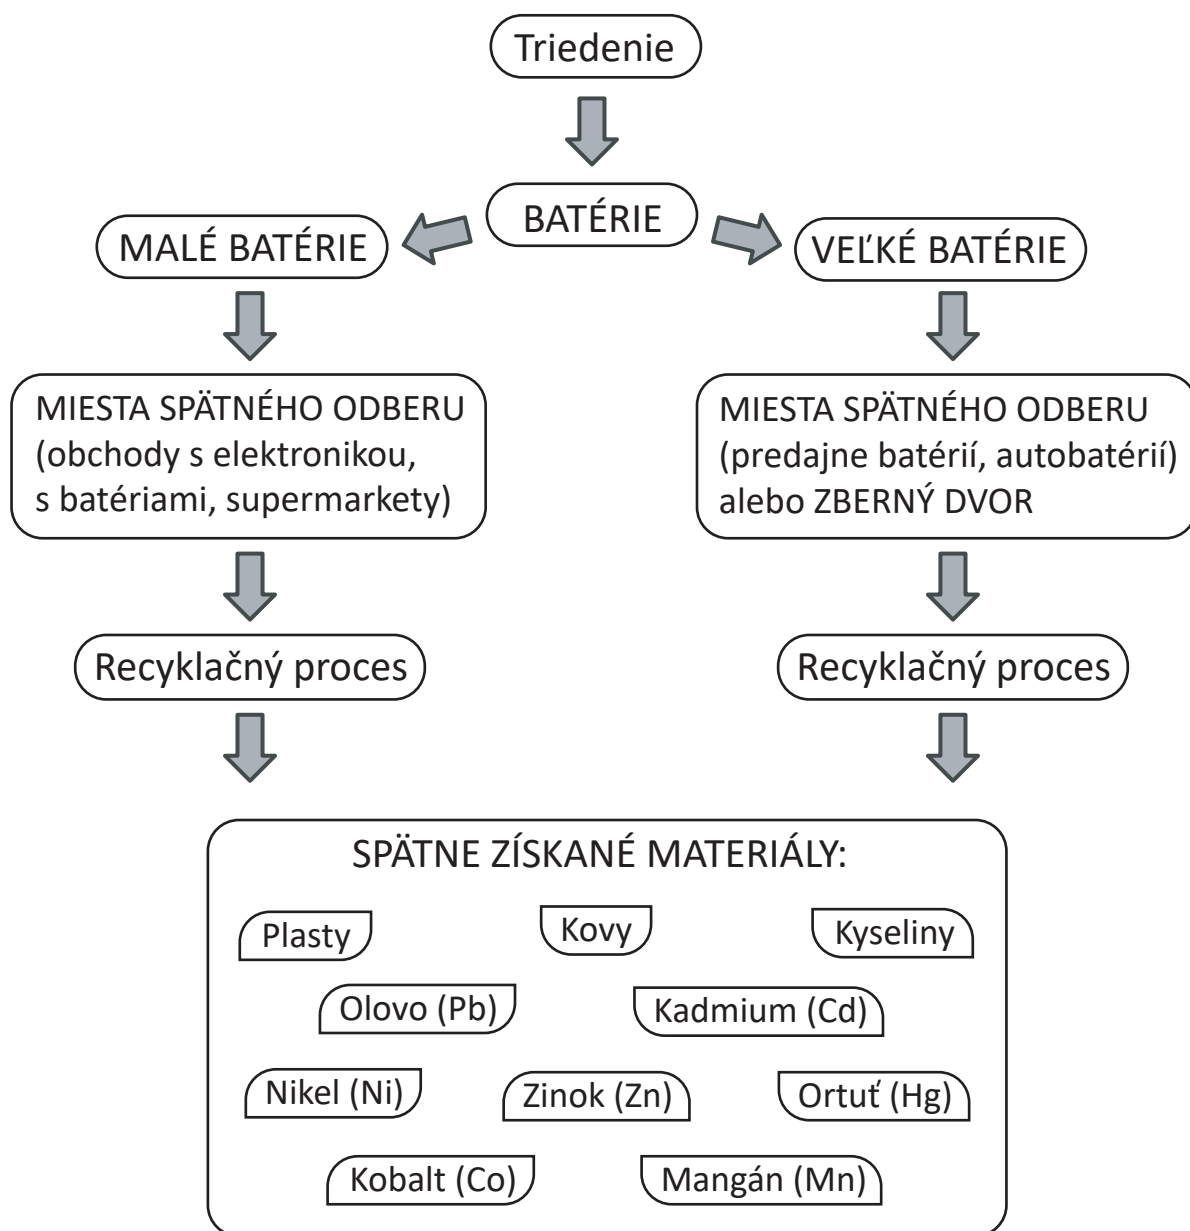 Triedenie
BATÉRIE
MALÉ BATÉRIE
VEĽKÉ BATÉRIE
MIESTA SPÄTNÉHO ODBERU
(obchody s elektronikou,
s batériami, supermarkety)
MIESTA SPÄTNÉHO ODBERU
(predajne batérií, autobatérií)
alebo ZBERNÝ DVOR
Recyklačný proces
Recyklačný proces
SPÄTNE ZÍSKANÉ MATERIÁLY:
Plasty
Kovy
Kyseliny
Olovo (Pb)
Kadmium (Cd)
Nikel (Ni)
Zinok (Zn)
Ortuť (Hg)
Kobalt (Co)
Mangán (Mn)